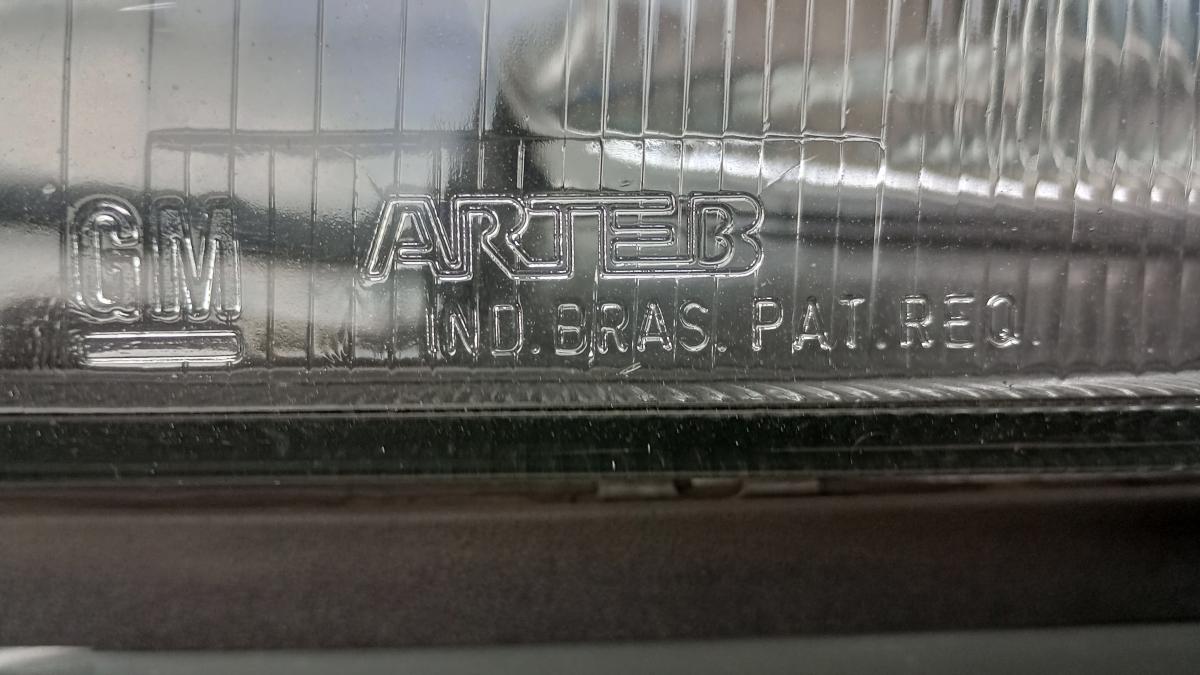 GM ARTEB
IND. BRAS. PAT. REQ.